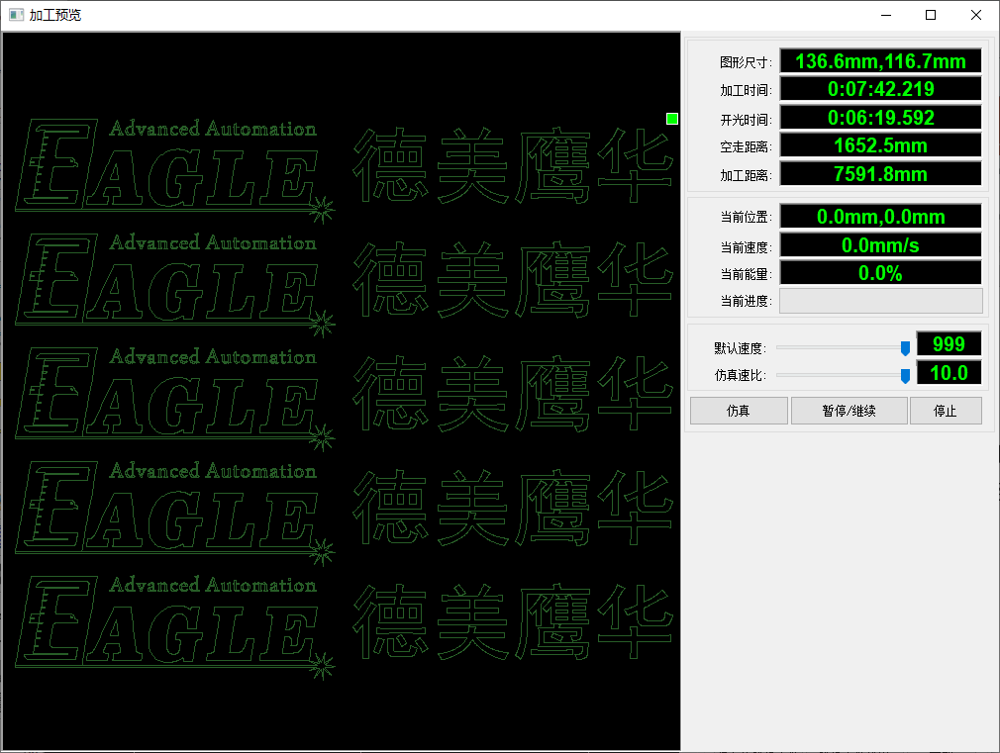 加工预览
Advanced Automation
EAGLE 德美鹰华
Advanced Automation
EAGLE 德美鹰华
Advanced Automation
EAGLE 德美鹰华
Advanced Automation
EAGLE 德美鹰华
Advanced Automation
EAGLE 德美鹰华
图形尺寸: 136.6mm,116.7mm
加工时间: 0:07:42.219
开光时间: 0:06:19.592
空走距离: 1652.5mm
加工距离: 7591.8mm
当前位置: 0.0mm,0.0mm
当前速度: 0.0mm/s
当前能量: 0.0%
当前进度:
默认速度: 999
仿真速比: 10.0
仿真 暂停/继续 停止